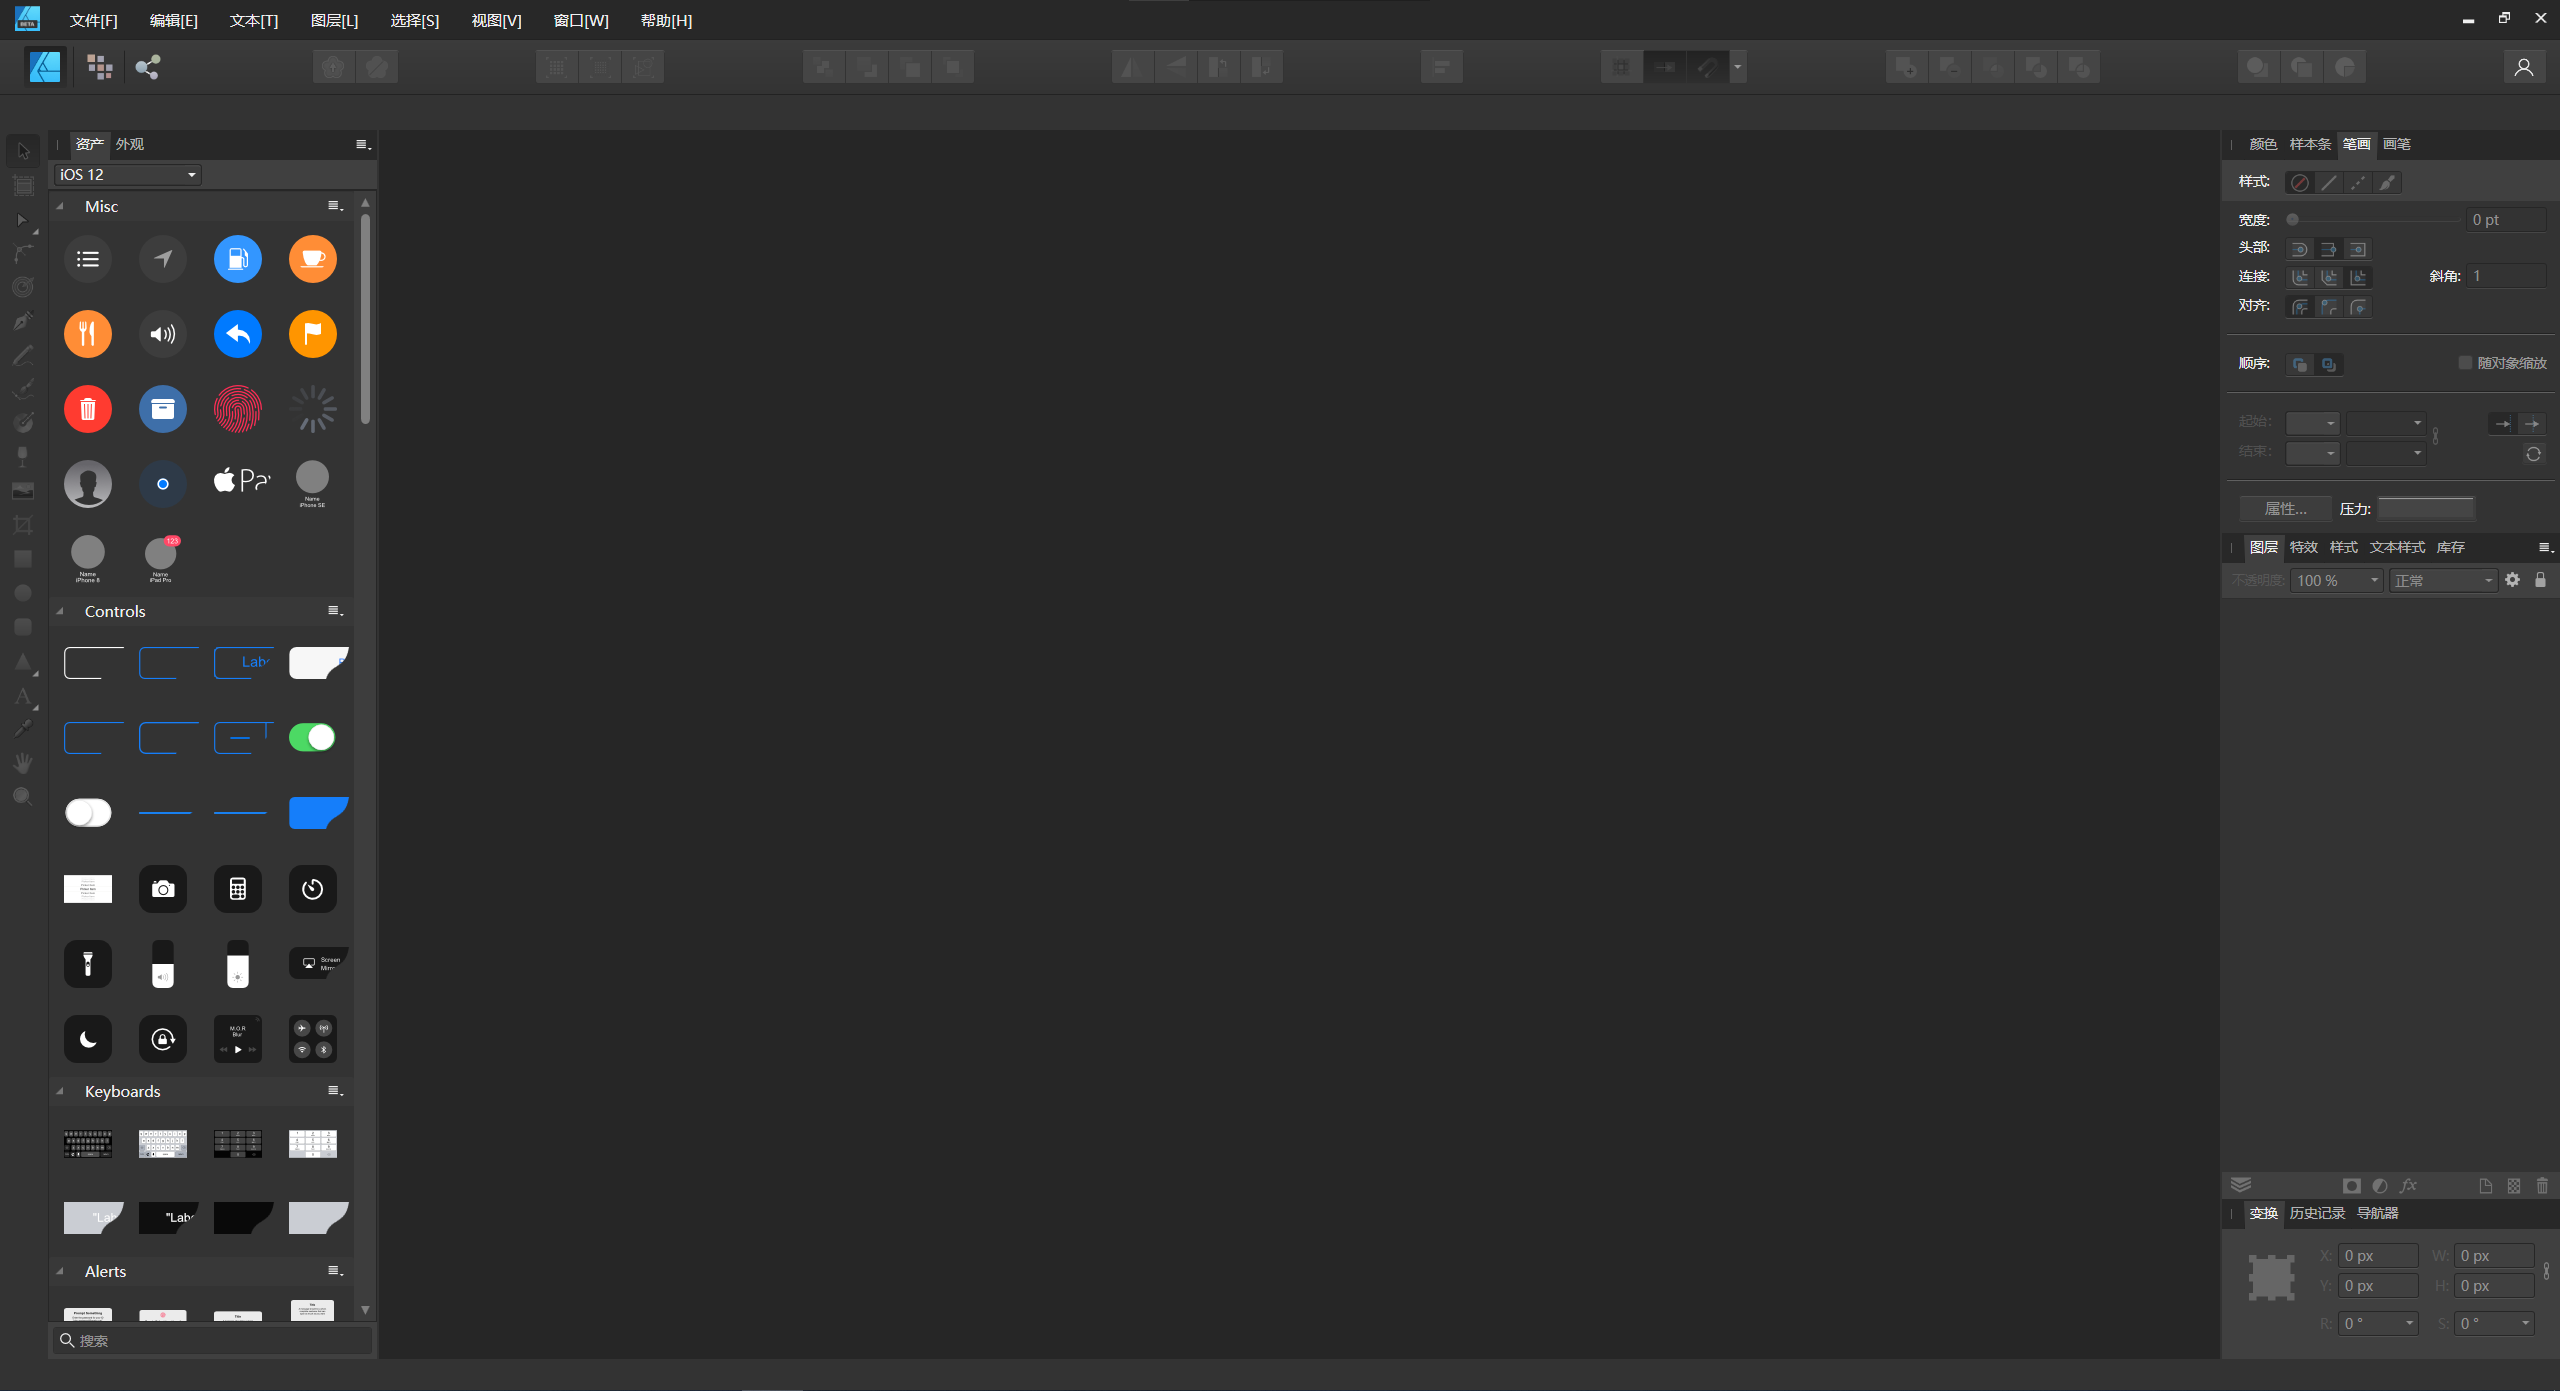 BETA
文件[F] 编辑[E] 文本[T] 图层[L] 选择[S] 视图[V] 窗口[W] 帮助[H]
资产 外观
iOS 12
Misc
Pa
Name
iPhone SE
Name
iPhone 8
123
Name
iPad Pro
Controls
Lab
Screen
Mirr
M.O.R
Blur
Keyboards
"Lab
"Lab
Alerts
Prompt Something
Title
Title
搜索
颜色 样本条 笔画 画笔
样式:
宽度: 0 pt
头部:
连接: 斜角: 1
对齐:
顺序: 随对象缩放
起始:
结束:
属性... 压力:
图层 特效 样式 文本样式 库存
不透明度: 100 % 正常
fx
变换 历史记录 导航器
X: 0 px W: 0 px
Y: 0 px H: 0 px
R: 0 ° S: 0 °